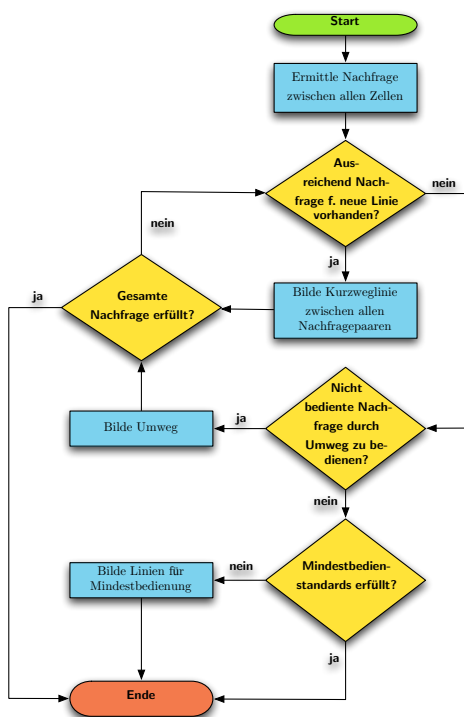 Start
Ermittle Nachfrage
zwischen allen Zellen
Aus-
reichend Nach-
frage f. neue Linie
vorhanden?
nein
nein
ja
ja
Gesamte
Nachfrage erfüllt?
Bilde Kurzweglinie
zwischen allen
Nachfragepaaren
Nicht
bediente Nach-
frage durch
Umweg zu be-
dienen?
ja
Bilde Umweg
nein
Mindestbedien-
standards erfüllt?
nein
Bilde Linien für
Mindestbedienung
ja
Ende